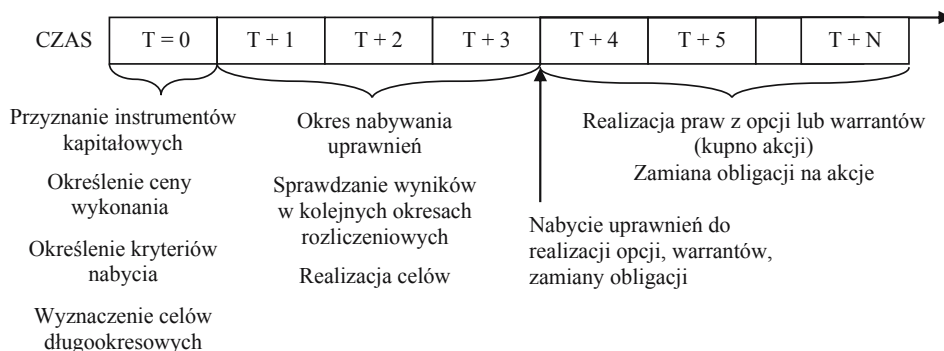 CZAS T = 0 T + 1 T + 2 T + 3 T + 4 T + 5 T + N
Przyznanie instrumentów
kapitałowych
Określenie ceny
wykonania
Określenie kryteriów
nabycia
Wyznaczenie celów
długookresowych
Okres nabywania
uprawnień
Sprawdzanie wyników
w kolejnych okresach
rozliczeniowych
Realizacja celów
Realizacja praw z opcji lub warrantów
(kupno akcji)
Zamiana obligacji na akcje
Nabycie uprawnień do
realizacji opcji, warrantów,
zamiany obligacji